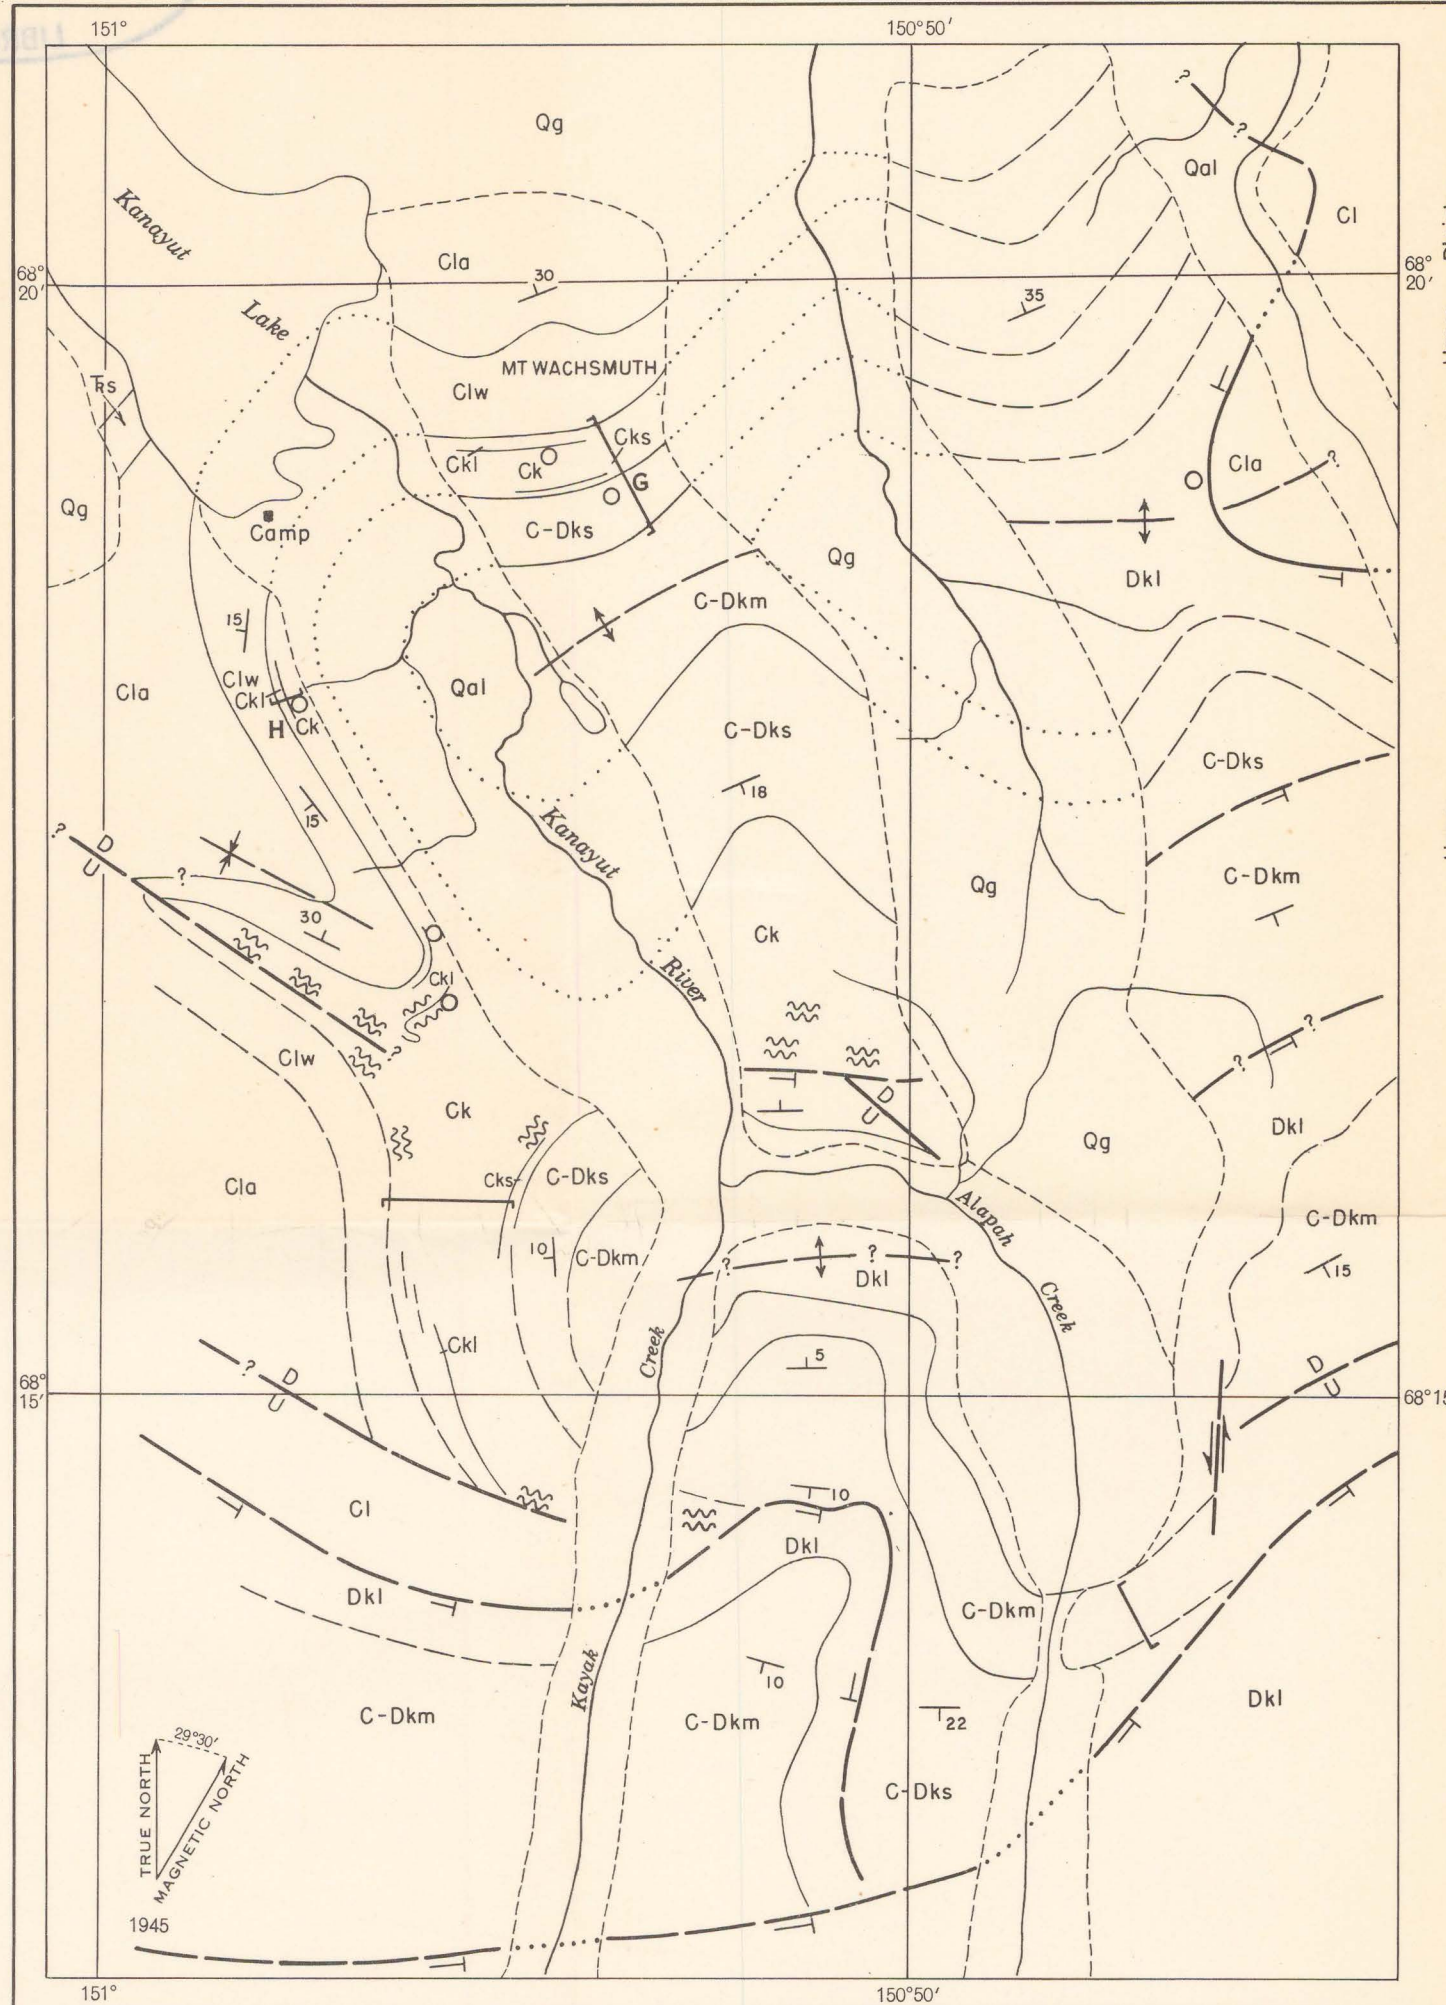 151°
150°50'
Qg
Qal
Cl
Kanayut
Lake
Cla
30
68°
20'
68°
20'
35
MT WACHSMUTH
Clw
Cks
Ckl
Ck
G
Cla
?
?
?
Qg
Camp
C-Dks
Qg
Dkl
C-Dkm
15
Clw
Ckl
H
Ck
Cla
Qal
C-Dks
C-Dks
18
15
Kanayut
River
?
D
U
?
30
Ck
Qg
C-Dkm
Ckl
?
Clw
Ck
D
U
?
?
Dkl
Qg
Cla
Cks
C-Dks
10
C-Dkm
Alapah
Creek
C-Dkm
15
?
?
?
Dkl
Ckl
Creek
5
68°
15'
?
D
U
D
U
68°15
Cl
10
Dkl
Dkl
C-Dkm
10
C-Dkm
Kayak
C-Dkm
22
Dkl
C-Dks
29°30'
TRUE NORTH
MAGNETIC NORTH
1945
151°
150°50'